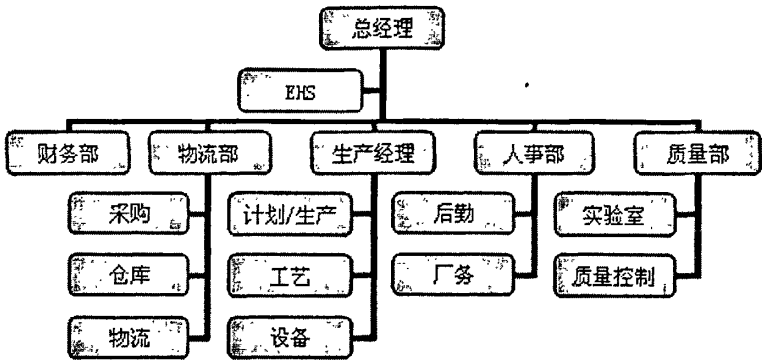 总经理
EHS
财务部
物流部
生产经理
人事部
质量部
采购
计划/生产
后勤
实验室
仓库
工艺
厂务
质量控制
物流
设备